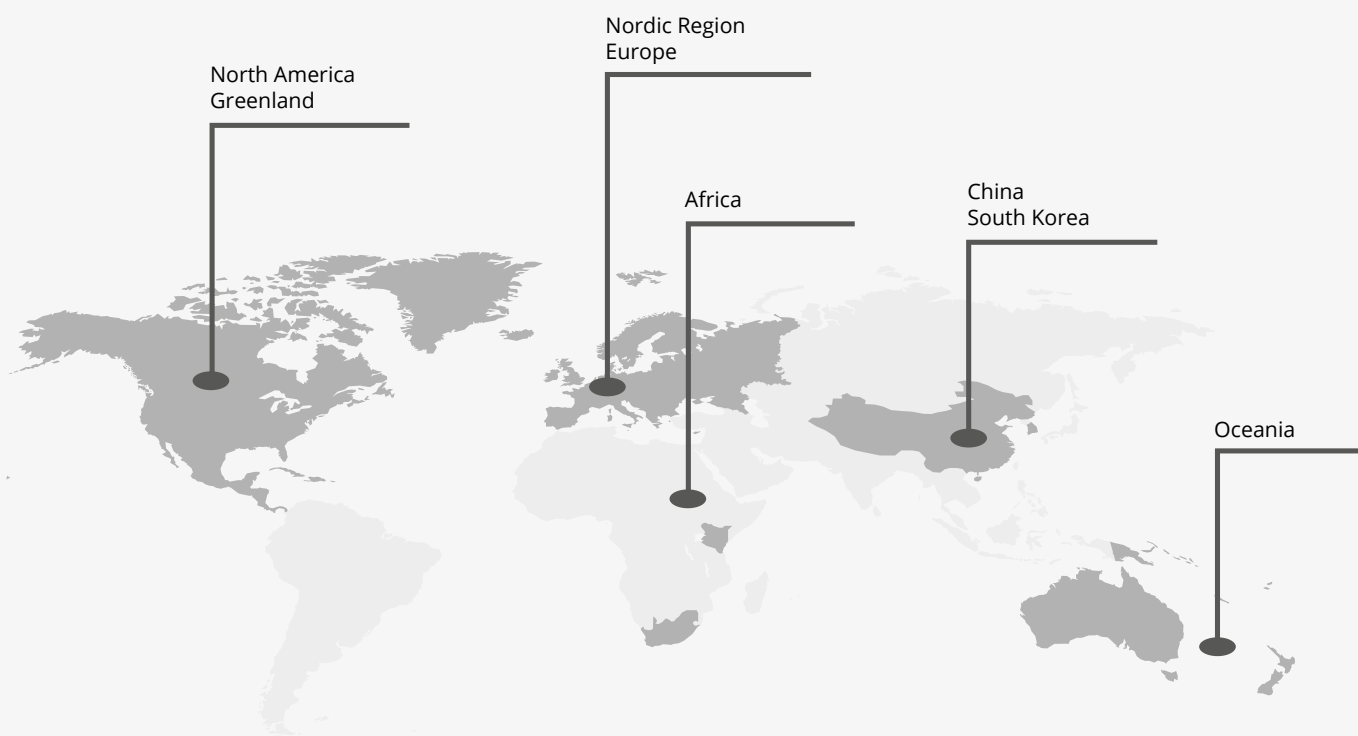 North America
Greenland
Nordic Region
Europe
Africa
China
South Korea
Oceania